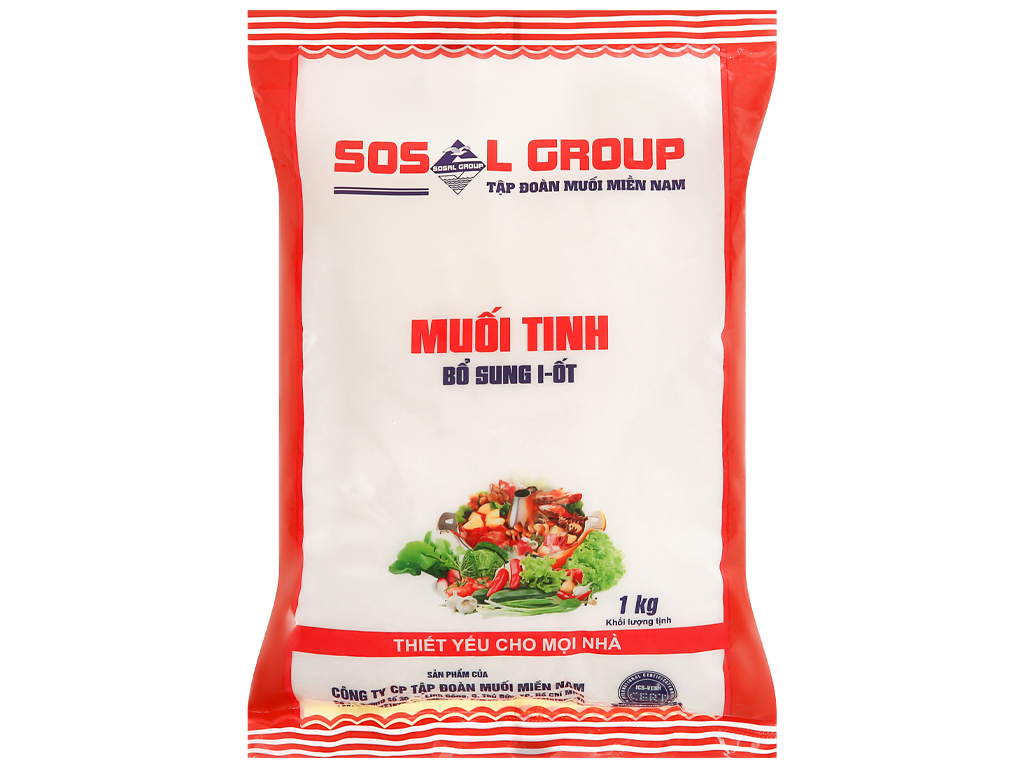 SOSAL GROUP
SOSAL GROUP
TẬP ĐOÀN MUỐI MIỀN NAM
MUỐI TINH
BỔ SUNG I-ỐT
1 kg
Khối lượng tịnh
THIẾT YẾU CHO MỌI NHÀ
SẢN PHẨM CỦA
CÔNG TY CP TẬP ĐOÀN MUỐI MIỀN NAM